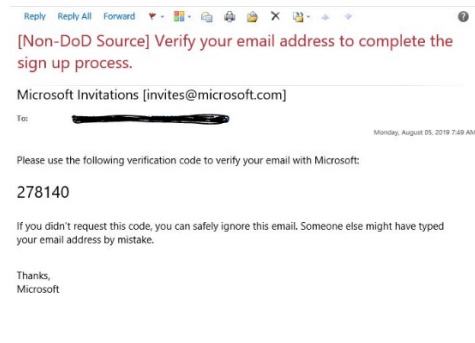 Reply Reply All Forward
[Non-DoD Source] Verify your email address to complete the
sign up process.
Microsoft Invitations [invites@microsoft.com]
To:
Monday, August 05, 2019 7:49 AM
Please use the following verification code to verify your email with Microsoft:
278140
If you didn't request this code, you can safely ignore this email. Someone else might have typed
your email address by mistake.
Thanks,
Microsoft